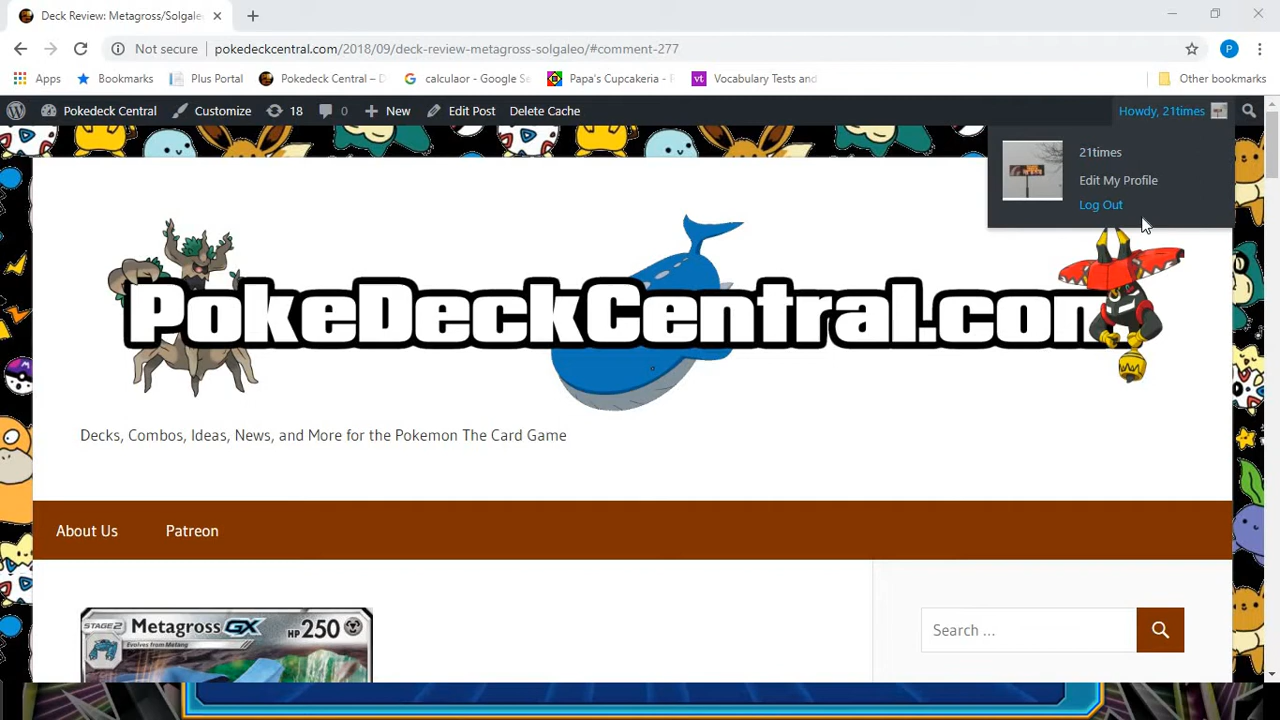 Deck Review: Metagross/Solgaleo
Not secure
pokedeckcentral.com/2018/09/deck-review-metagross-solgaleo/#comment-277
P
Apps
Bookmarks
Plus Portal
Pokedeck Central – D
G calculaor - Google Se
Papa's Cupcakeria - F
vt Vocabulary Tests and
Other bookmarks
Pokedeck Central
Customize
18
0
New
Edit Post
Delete Cache
Howdy, 21times
21times
Edit My Profile
Log Out
PokeDeckCentral.com
Decks, Combos, Ideas, News, and More for the Pokemon The Card Game
About Us
Patreon
STAGE 2 Metagross GX HP 250
Evolves from Metang
Search ...